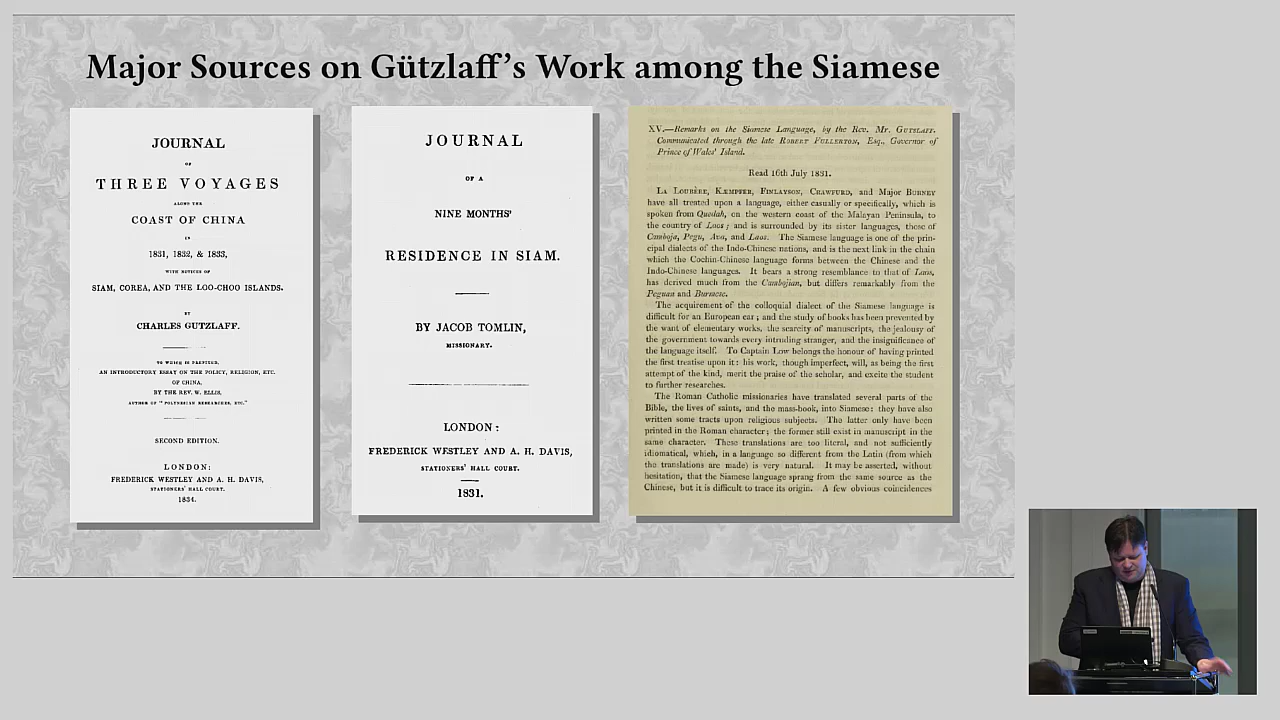 Major Sources on Gützlaff’s Work among the Siamese
JOURNAL
OF
THREE VOYAGES
ALONG THE
COAST OF CHINA
IN
1831, 1832, & 1833,
WITH NOTICES OF
SIAM, COREA, AND THE LOO-CHOO ISLANDS.
BY
CHARLES GUTZLAFF.
TO WHICH IS PREFIXED,
AN INTRODUCTORY ESSAY ON THE POLICY, RELIGION, ETC.
OF CHINA,
BY THE REV. W. ELLIS,
AUTHOR OF "POLYNESIAN RESEARCHES, ETC."
SECOND EDITION.
LONDON:
FREDERICK WESTLEY AND A. H. DAVIS,
STATIONERS' HALL COURT.
1834.
JOURNAL
OF A
NINE MONTHS'
RESIDENCE IN SIAM.
BY JACOB TOMLIN,
MISSIONARY.
LONDON:
FREDERICK WESTLEY AND A. H. DAVIS,
STATIONERS' HALL COURT.
1831.
XV.—Remarks on the Siamese Language, by the Rev. Mr. GUTSLAFF.
Communicated through the late ROBERT FULLERTON, Esq., Governor of
Prince of Wales' Island.
Read 16th July 1831.
LA LOUBÈRE, KÆMPFER, FINLAYSON, CRAWFURD, and Major BURNEY
have all treated upon a language, either casually or specifically, which is
spoken from Quedah, on the western coast of the Malayan Peninsula, to
the country of Laos; and is surrounded by its sister languages, those of
Camboja, Pegu, Ava, and Laos. The Siamese language is one of the prin-
cipal dialects of the Indo-Chinese nations, and is the next link in the chain
which the Cochin-Chinese language forms between the Chinese and the
Indo-Chinese languages. It bears a strong resemblance to that of Laos,
has derived much from the Cambojan, but differs remarkably from the
Peguan and Burmese.
The acquirement of the colloquial dialect of the Siamese language is
difficult for an European ear; and the study of books has been prevented by
the want of elementary works, the scarcity of manuscripts, the jealousy of
the government towards every intruding stranger, and the insignificance of
the language itself. To Captain Low belongs the honour of having printed
the first treatise upon it: his work, though imperfect, will, as being the first
attempt of the kind, merit the praise of the scholar, and excite the student
to further researches.
The Roman Catholic missionaries have translated several parts of the
Bible, the lives of saints, and the mass-book, into Siamese: they have also
written some tracts upon religious subjects. The latter only have been
printed in the Roman character; the former still exist in manuscript in the
same character. These translations are too literal, and not sufficiently
idiomatical, which, in a language so different from the Latin (from which
the translations are made) is very natural. It may be asserted, without
hesitation, that the Siamese language sprang from the same source as the
Chinese, but it is difficult to trace its origin. A few obvious coincidences